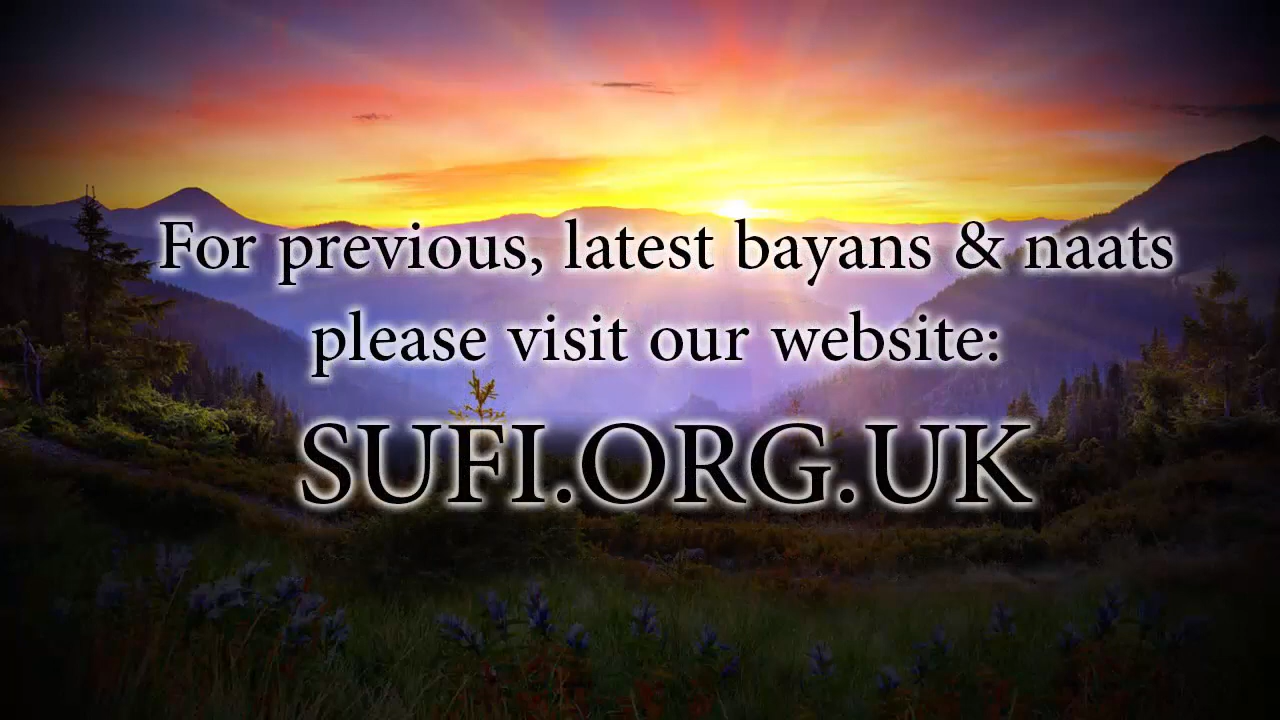 For previous, latest bayans & naats
please visit our website:
SUFI.ORG.UK